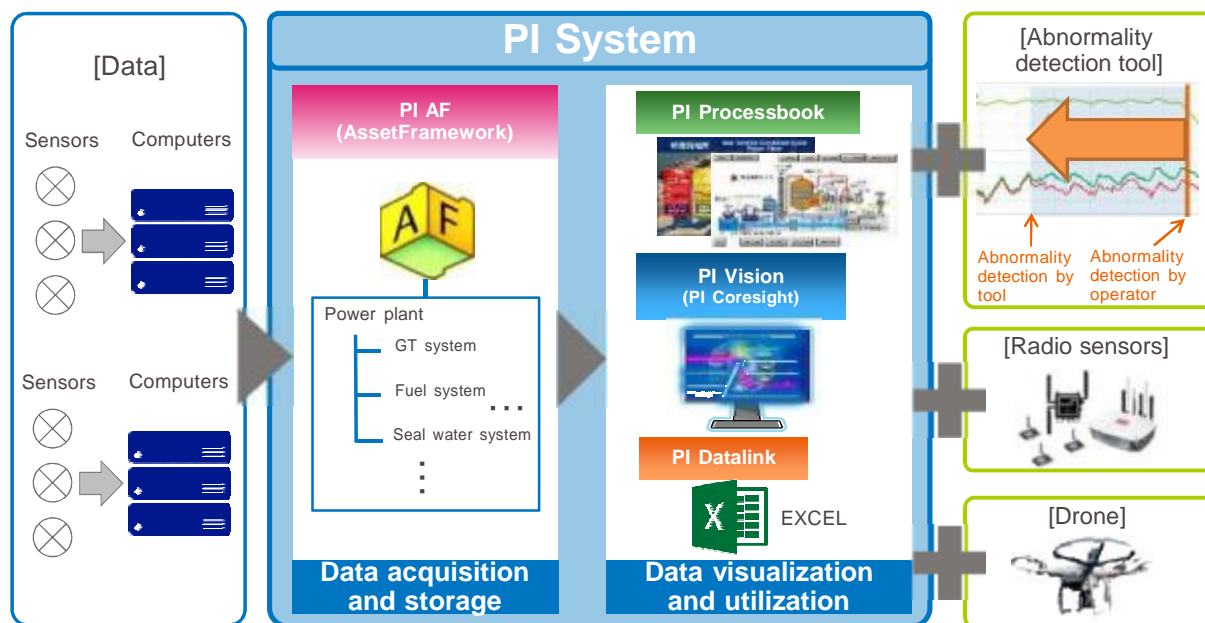 PI System
[Data]
Sensors
Computers
Sensors
Computers
PI AF
(AssetFramework)
A F
Power plant
GT system
Fuel system
...
Seal water system
Data acquisition
and storage
PI Processbook
PI Vision
(PI Coresight)
PI Datalink
X
EXCEL
Data visualization
and utilization
[Abnormality
detection tool]
Abnormality
detection by
tool
Abnormality
detection by
operator
[Radio sensors]
[Drone]